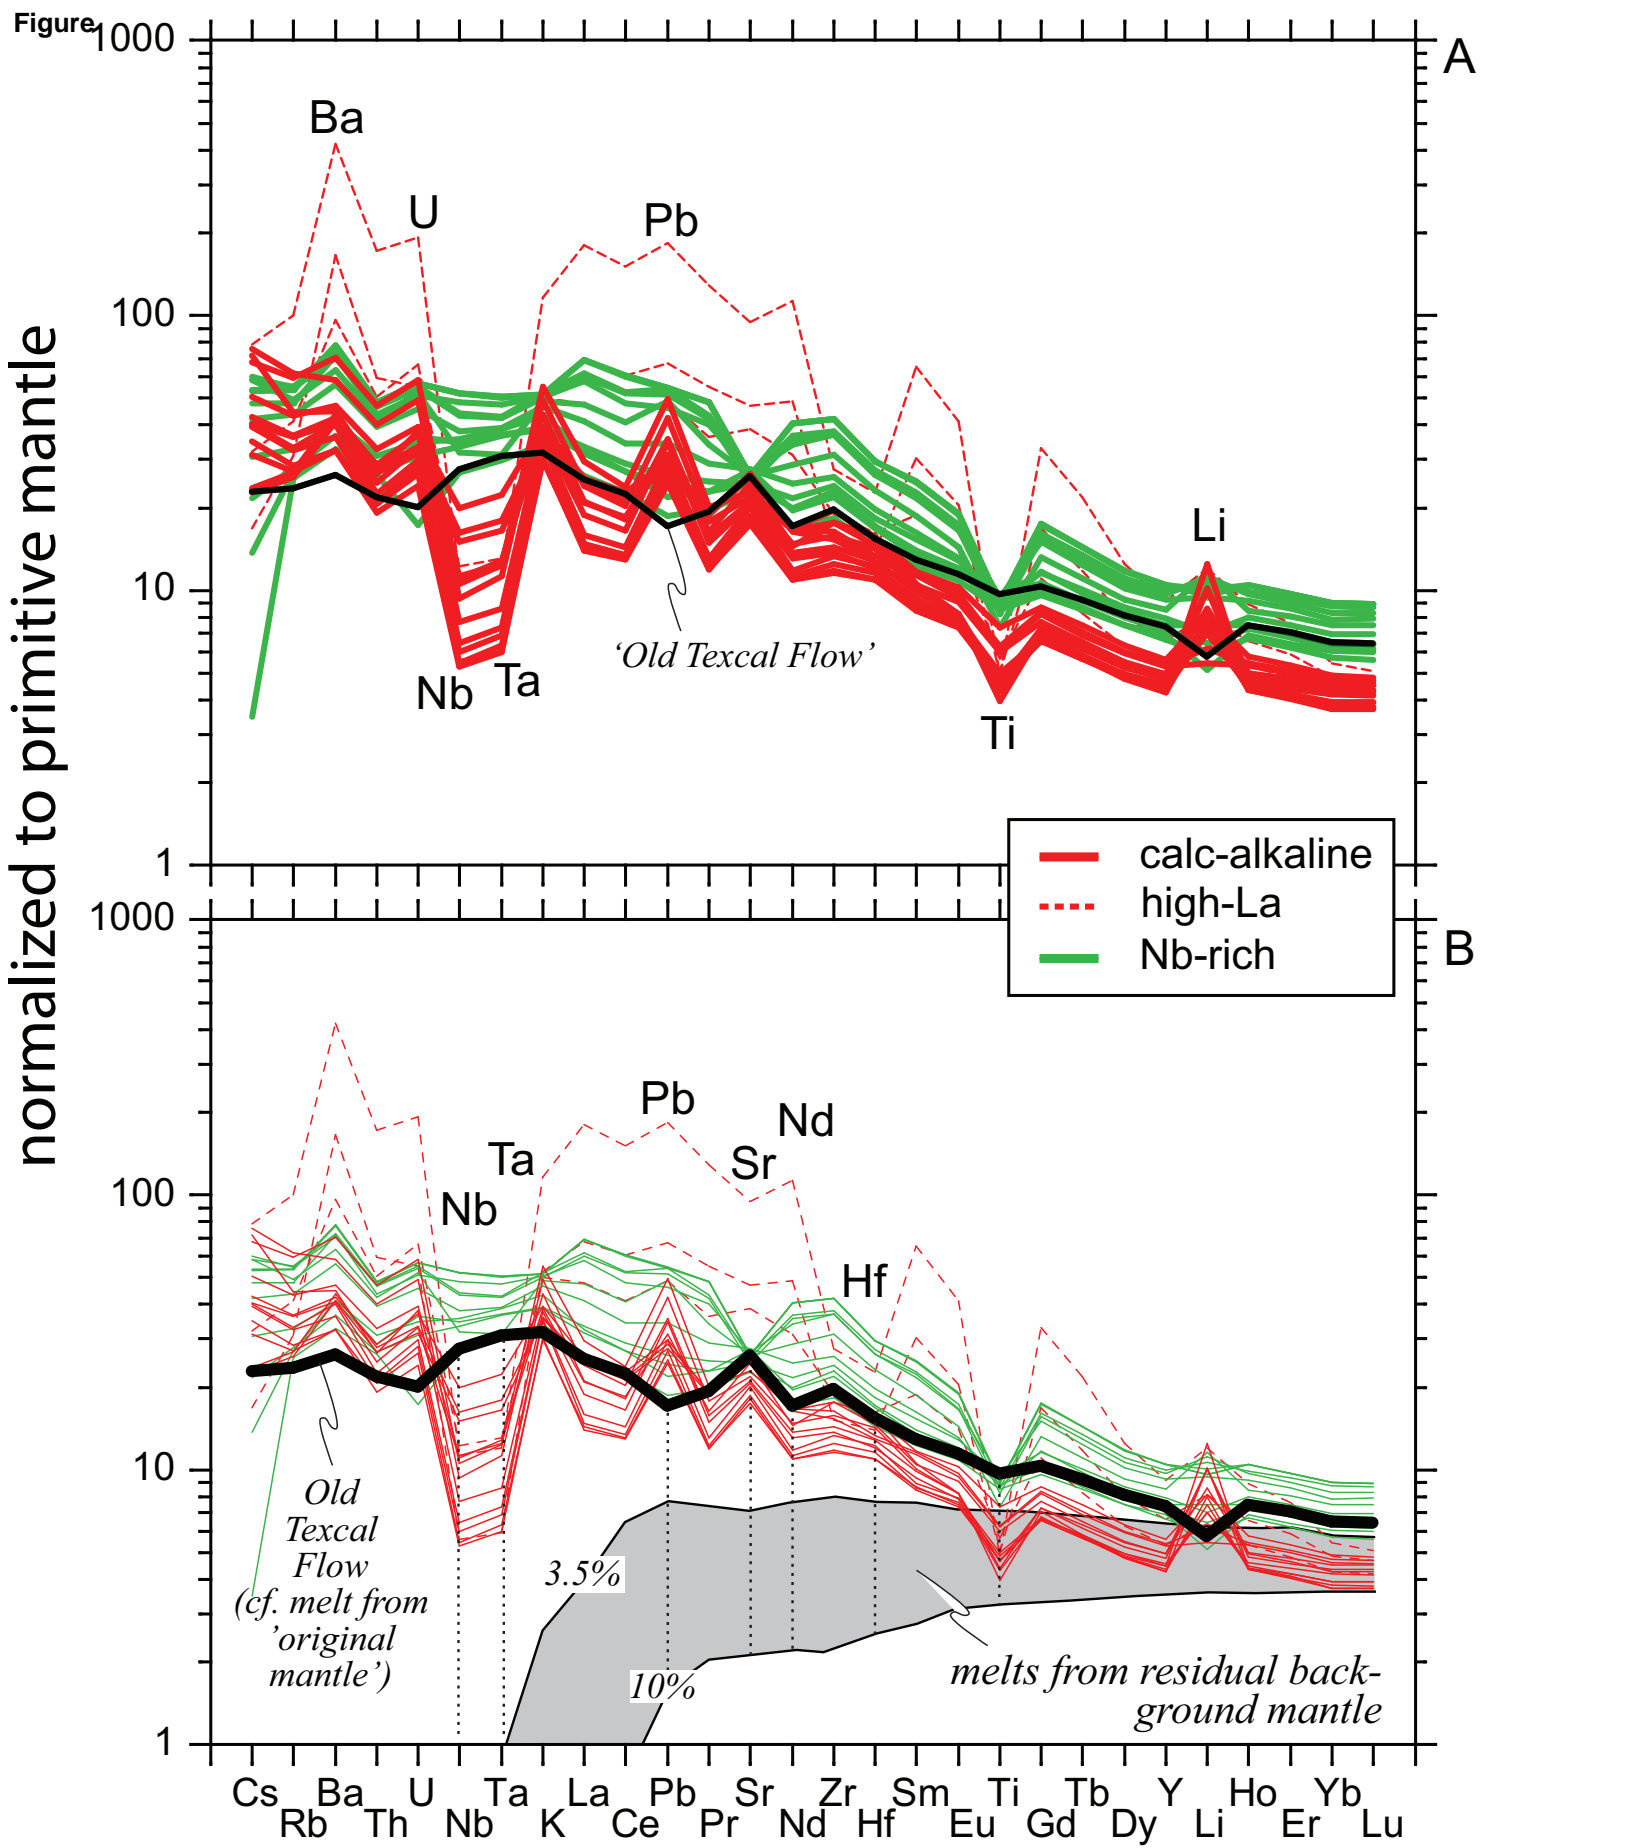 Figure
normalized to primitive mantle
1000
100
10
1
A
Ba
U
Pb
Li
‘Old Texcal Flow’
Nb
Ta
Ti
calc-alkaline
high-La
Nb-rich
1000
100
10
1
B
Pb
Nd
Ta
Sr
Nb
Hf
Old
Texcal
Flow
(cf. melt from
’original
mantle’)
3.5%
10%
melts from residual back-
ground mantle
Cs Ba U Ta La Pb Sr Zr Sm Ti Tb Y Ho Yb
Rb Th Nb K Ce Pr Nd Hf Eu Gd Dy Li Er Lu